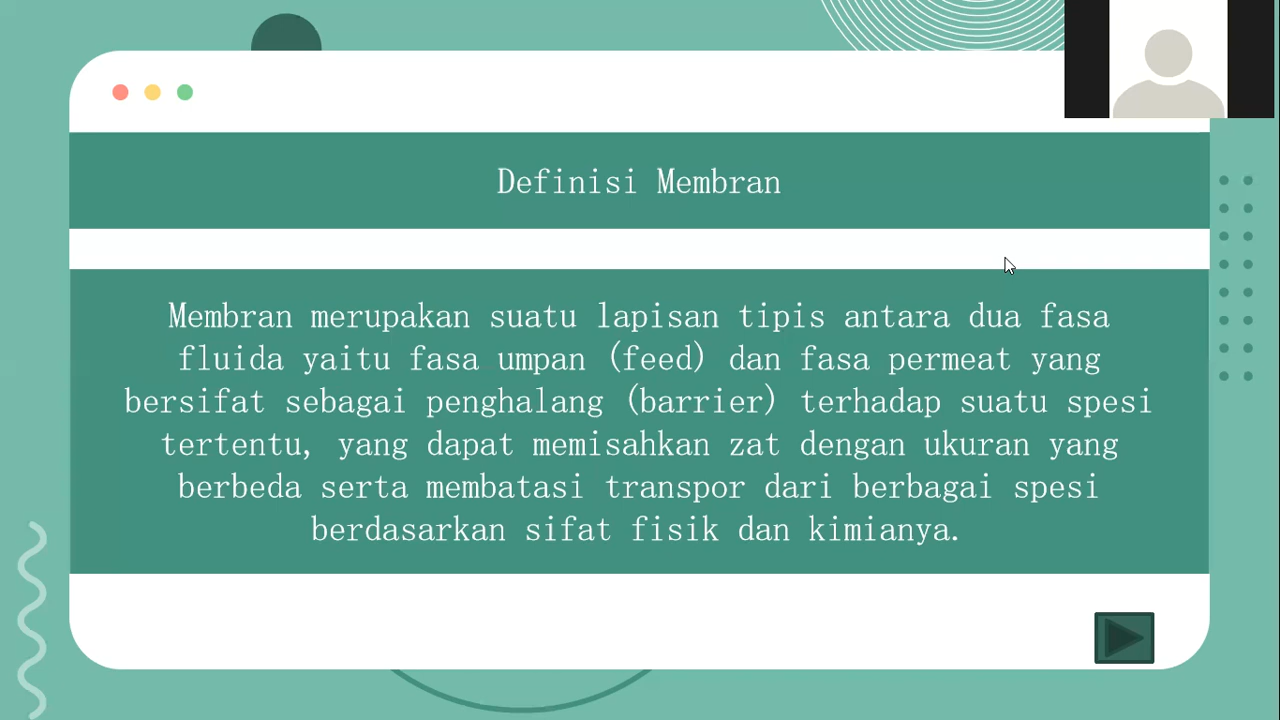 Definisi Membran
Membran merupakan suatu lapisan tipis antara dua fasa
fluida yaitu fasa umpan (feed) dan fasa permeat yang
bersifat sebagai penghalang (barrier) terhadap suatu spesi
tertentu, yang dapat memisahkan zat dengan ukuran yang
berbeda serta membatasi transpor dari berbagai spesi
berdasarkan sifat fisik dan kimianya.